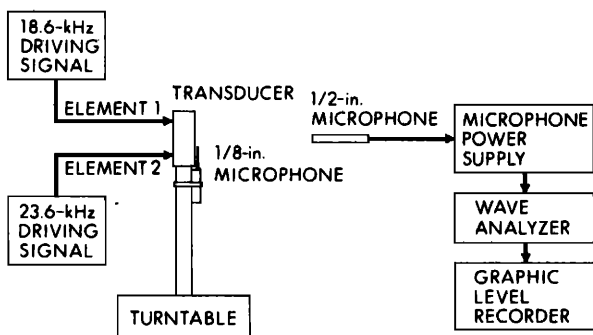 18.6-kHz
DRIVING
SIGNAL
TRANSDUCER
ELEMENT 1
1/2-in.
MICROPHONE
MICROPHONE
POWER
SUPPLY
1/8-in.
MICROPHONE
ELEMENT 2
23.6-kHz
DRIVING
SIGNAL
WAVE
ANALYZER
GRAPHIC
LEVEL
RECORDER
TURNTABLE